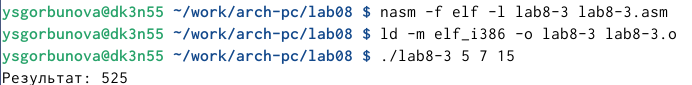 ysgorbunova@dk3n55 ~/work/arch-pc/lab08 $ nasm -f elf -l lab8-3 lab8-3.asm
ysgorbunova@dk3n55 ~/work/arch-pc/lab08 $ ld -m elf_i386 -o lab8-3 lab8-3.o
ysgorbunova@dk3n55 ~/work/arch-pc/lab08 $ ./lab8-3 5 7 15
Результат: 525